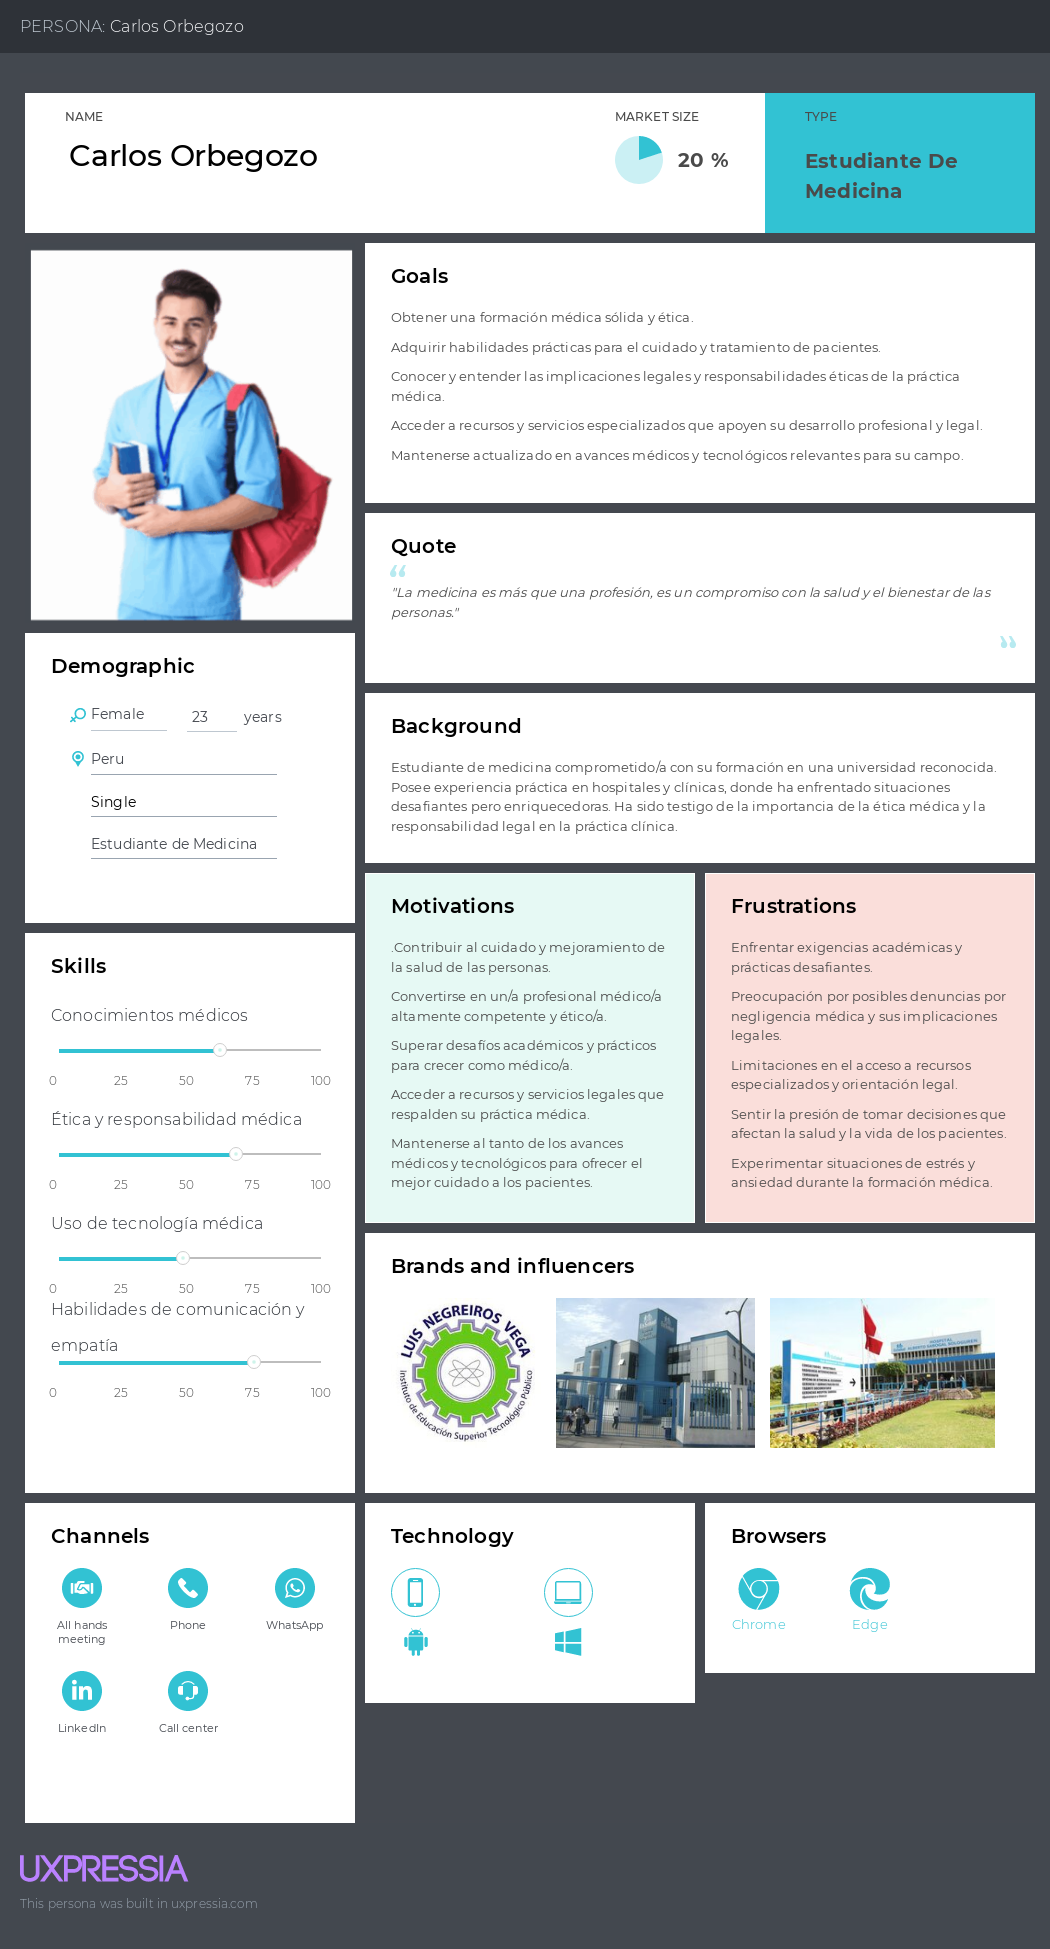 PERSONA: Carlos Orbegozo
NAME
Carlos Orbegozo
MARKET SIZE
20 %
TYPE
Estudiante De
Medicina
Goals
Obtener una formación médica sólida y ética.
Adquirir habilidades prácticas para el cuidado y tratamiento de pacientes.
Conocer y entender las implicaciones legales y responsabilidades éticas de la práctica
médica.
Acceder a recursos y servicios especializados que apoyen su desarrollo profesional y legal.
Mantenerse actualizado en avances médicos y tecnológicos relevantes para su campo.
Quote
"La medicina es más que una profesión, es un compromiso con la salud y el bienestar de las
personas."
Demographic
Female
23 years
Peru
Single
Estudiante de Medicina
Background
Estudiante de medicina comprometido/a con su formación en una universidad reconocida.
Posee experiencia práctica en hospitales y clínicas, donde ha enfrentado situaciones
desafiantes pero enriquecedoras. Ha sido testigo de la importancia de la ética médica y la
responsabilidad legal en la práctica clínica.
Skills
Conocimientos médicos
0 25 50 75 100
Ética y responsabilidad médica
0 25 50 75 100
Uso de tecnología médica
0 25 50 75 100
Habilidades de comunicación y
empatía
0 25 50 75 100
Motivations
.Contribuir al cuidado y mejoramiento de
la salud de las personas.
Convertirse en un/a profesional médico/a
altamente competente y ético/a.
Superar desafíos académicos y prácticos
para crecer como médico/a.
Acceder a recursos y servicios legales que
respalden su práctica médica.
Mantenerse al tanto de los avances
médicos y tecnológicos para ofrecer el
mejor cuidado a los pacientes.
Frustrations
Enfrentar exigencias académicas y
prácticas desafiantes.
Preocupación por posibles denuncias por
negligencia médica y sus implicaciones
legales.
Limitaciones en el acceso a recursos
especializados y orientación legal.
Sentir la presión de tomar decisiones que
afectan la salud y la vida de los pacientes.
Experimentar situaciones de estrés y
ansiedad durante la formación médica.
Brands and influencers
LUIS NEGREIROS VEGA
Instituto de Educación Superior Tecnológico Público
HOSPITAL
Channels
All hands
meeting
Phone
WhatsApp
in
LinkedIn
Call center
Technology
Browsers
Chrome
Edge
UXPRESSIA
This persona was built in uxpressia.com